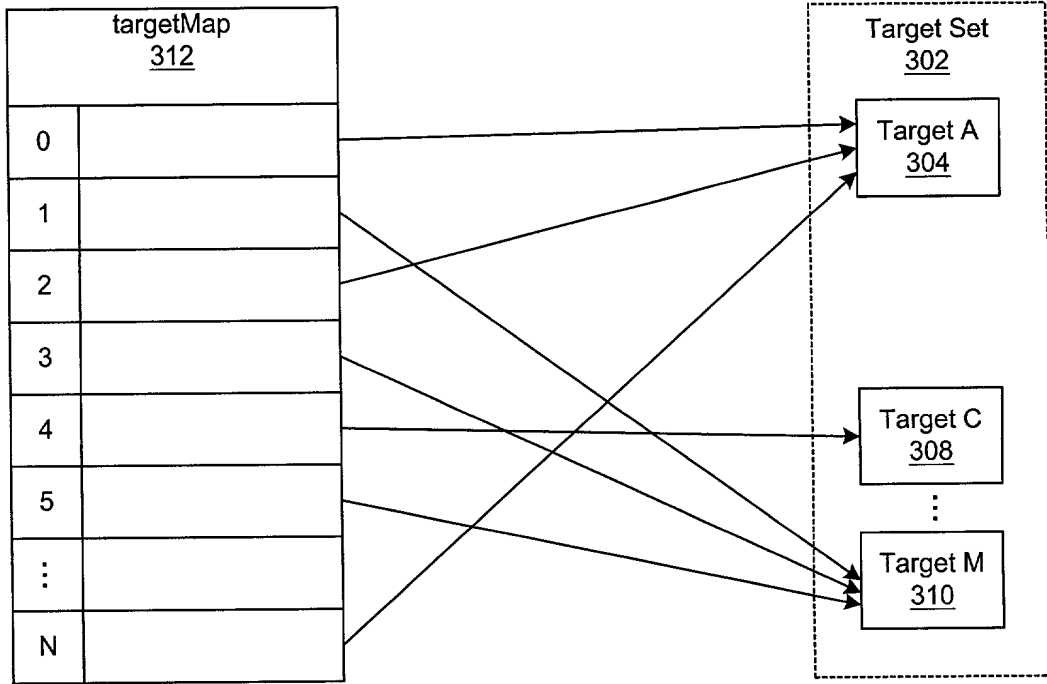 targetMap
312
0
1
2
3
4
5
⋮
N
Target Set
302
Target A
304
Target C
308
⋮
Target M
310